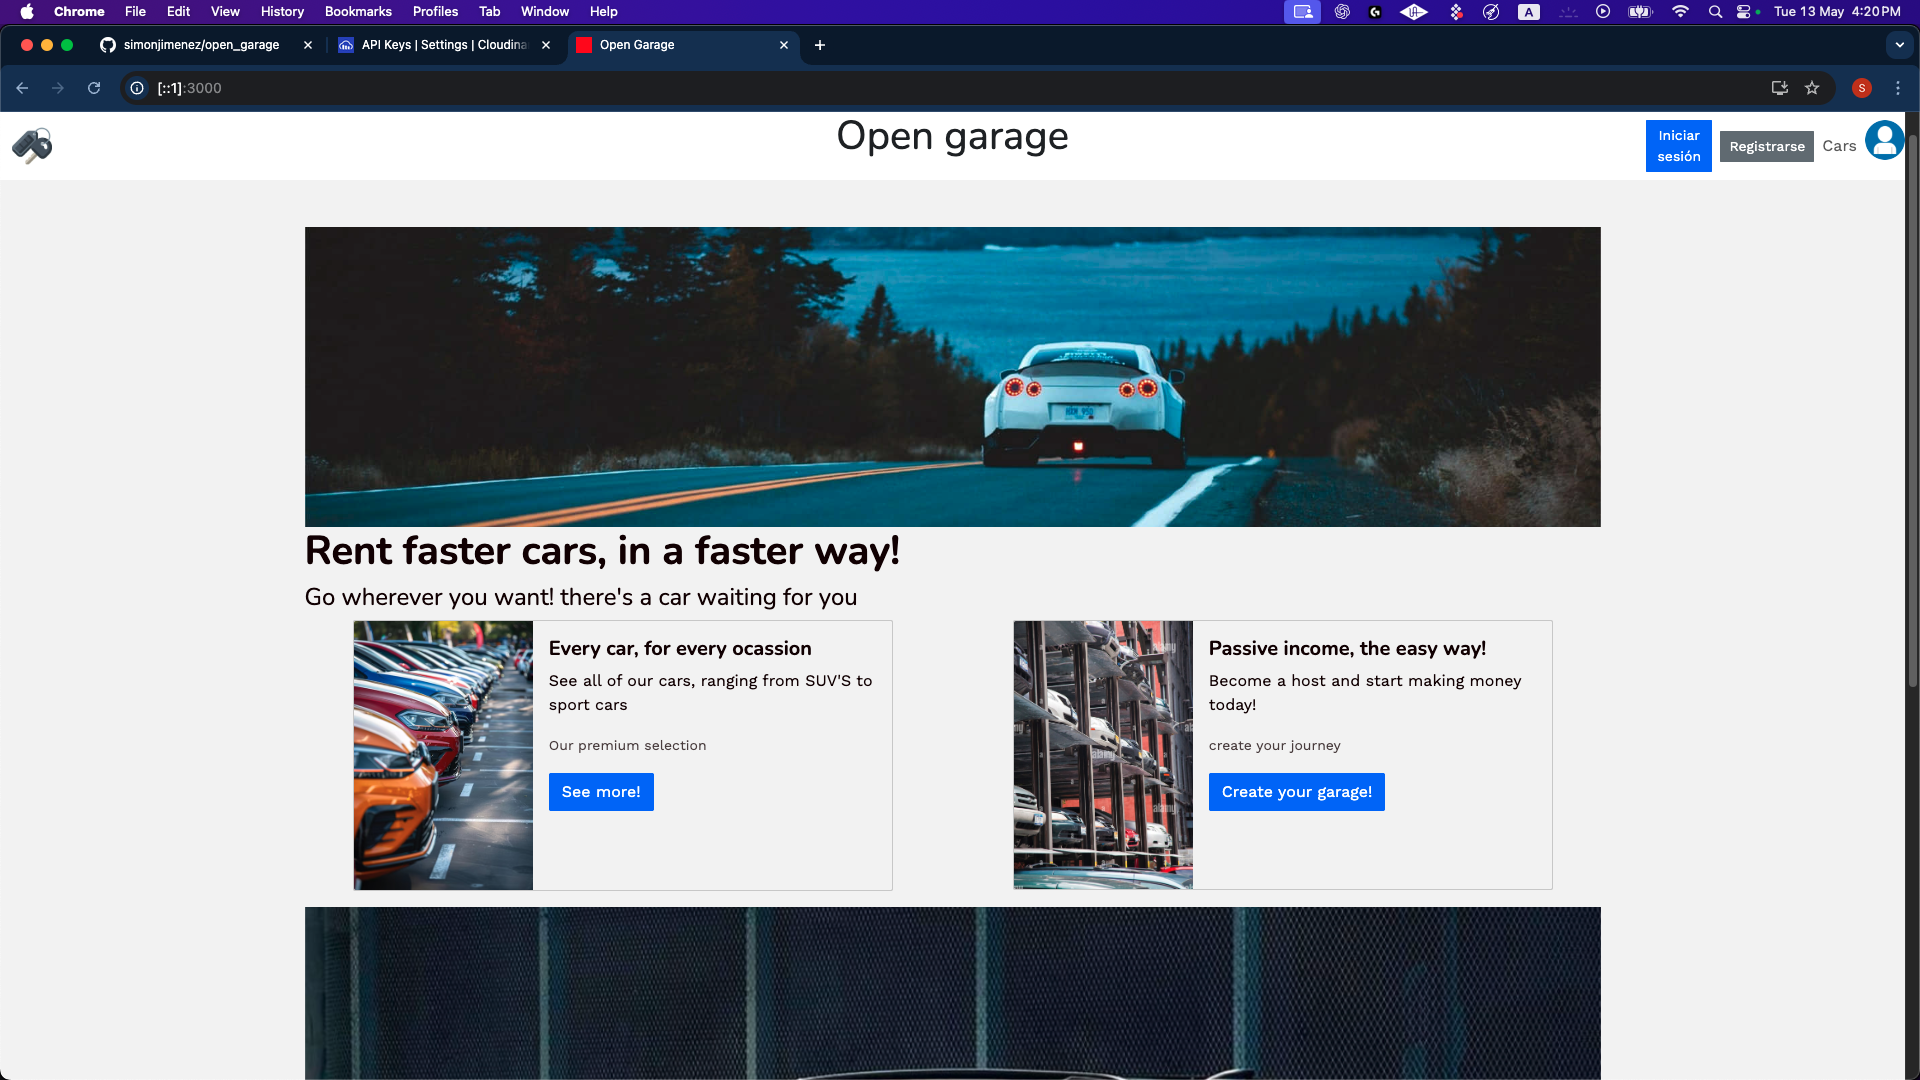 Chrome File Edit View History Bookmarks Profiles Tab Window Help
A
Tue 13 May 4:20 PM
simonjimenez/open_garage
API Keys | Settings | Cloudina
Open Garage
[::1]:3000
S
Open garage
Iniciar
sesión
Registrarse
Cars
Rent faster cars, in a faster way!
Go wherever you want! there's a car waiting for you
Every car, for every ocassion
See all of our cars, ranging from SUV'S to
sport cars
Our premium selection
See more!
Passive income, the easy way!
Become a host and start making money
today!
create your journey
Create your garage!
alamy